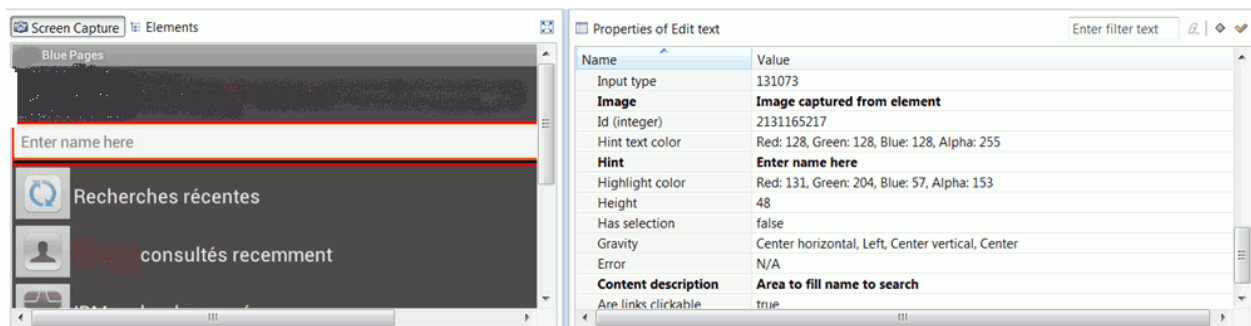 Screen Capture
Elements
Blue Pages
Enter name here
Recherches récentes
consultés recemment
Properties of Edit text
Enter filter text
Name Value
Input type 131073
Image Image captured from element
Id (integer) 2131165217
Hint text color Red: 128, Green: 128, Blue: 128, Alpha: 255
Hint Enter name here
Highlight color Red: 131, Green: 204, Blue: 57, Alpha: 153
Height 48
Has selection false
Gravity Center horizontal, Left, Center vertical, Center
Error N/A
Content description Area to fill name to search
Are links clickable true